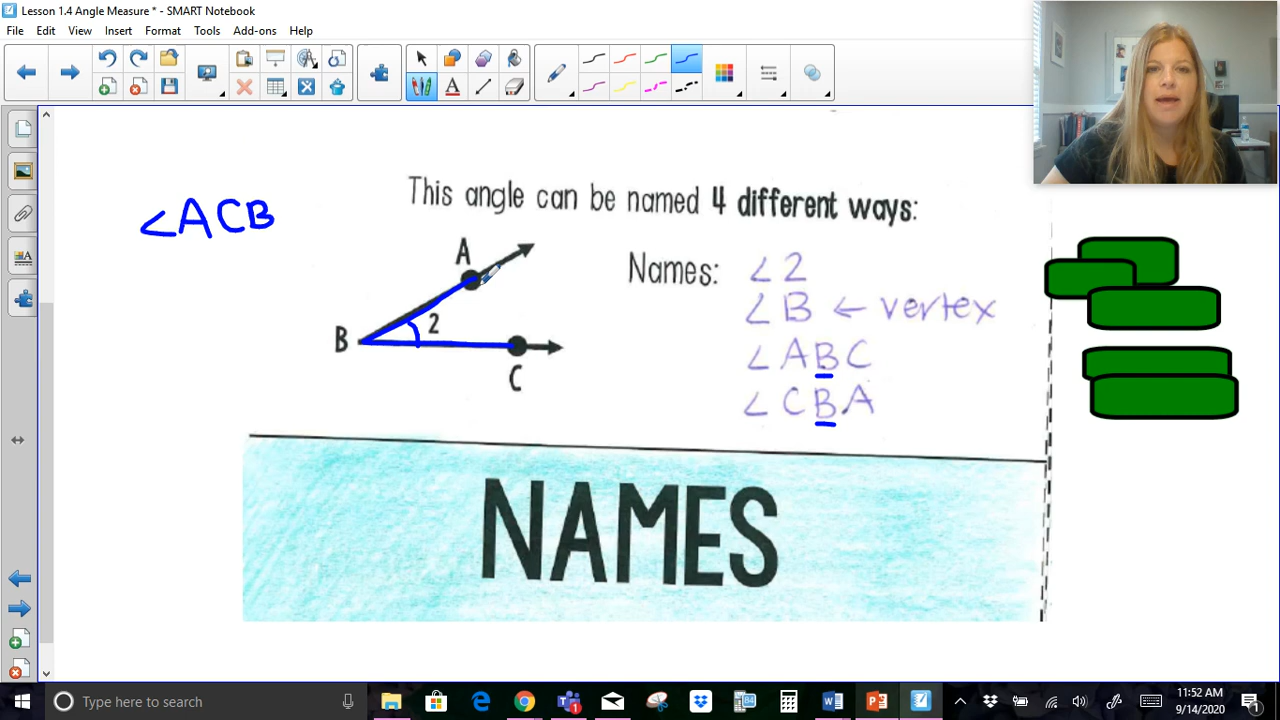 Lesson 1.4 Angle Measure * - SMART Notebook
File Edit View Insert Format Tools Add-ons Help
∠ACB
This angle can be named 4 different ways:
A
B
2
C
Names: ∠2
∠B ← vertex
∠ABC
∠CBA
NAMES
Type here to search
11:52 AM
9/14/2020